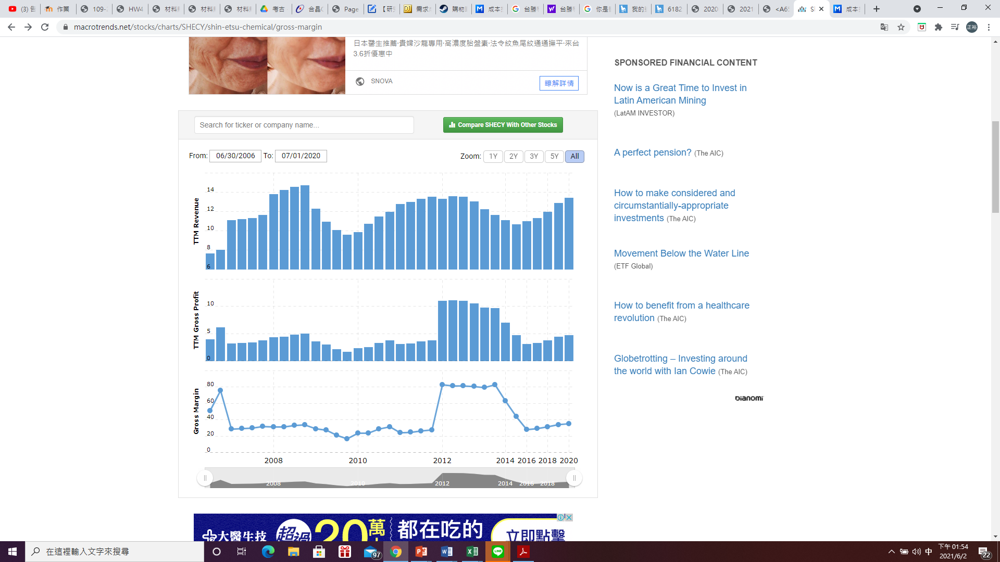 (3) 告
作業
109-
HW4
材料
材料
材料
考古
合晶
Page
【研
需求
購物
成本
台勝
台勝
你是
我的
6182
2020
2021
<A6
S
成本
macrotrends.net/stocks/charts/SHECY/shin-etsu-chemical/gross-margin
正裕
日本醫生推薦·貴婦沙龍專用·高濃度胎盤素·法令紋魚尾紋通通撫平·來台
3.6折優惠中
SNOVA
瞭解詳情
Search for ticker or company name...
Compare SHECY With Other Stocks
From: 06/30/2006 To: 07/01/2020
Zoom: 1Y 2Y 3Y 5Y All
TTM Revenue
14
12
10
8
6
TTM Gross Profit
10
5
0
Gross Margin
80
60
40
20
0
2008 2010 2012 2014 2016 2018 2020
2008 2010 2012 2014 2016 2018
SPONSORED FINANCIAL CONTENT
Now is a Great Time to Invest in
Latin American Mining
(LatAM INVESTOR)
A perfect pension? (The AIC)
How to make considered and
circumstantially-appropriate
investments (The AIC)
Movement Below the Water Line
(ETF Global)
How to benefit from a healthcare
revolution (The AIC)
Globetrotting – Investing around
the world with Ian Cowie (The AIC)
Dianomi
大醫生技 超過 20萬 都在吃的 立即點擊
在這裡輸入文字來搜尋
97
LINE
中
下午 01:54
2021/6/2
22